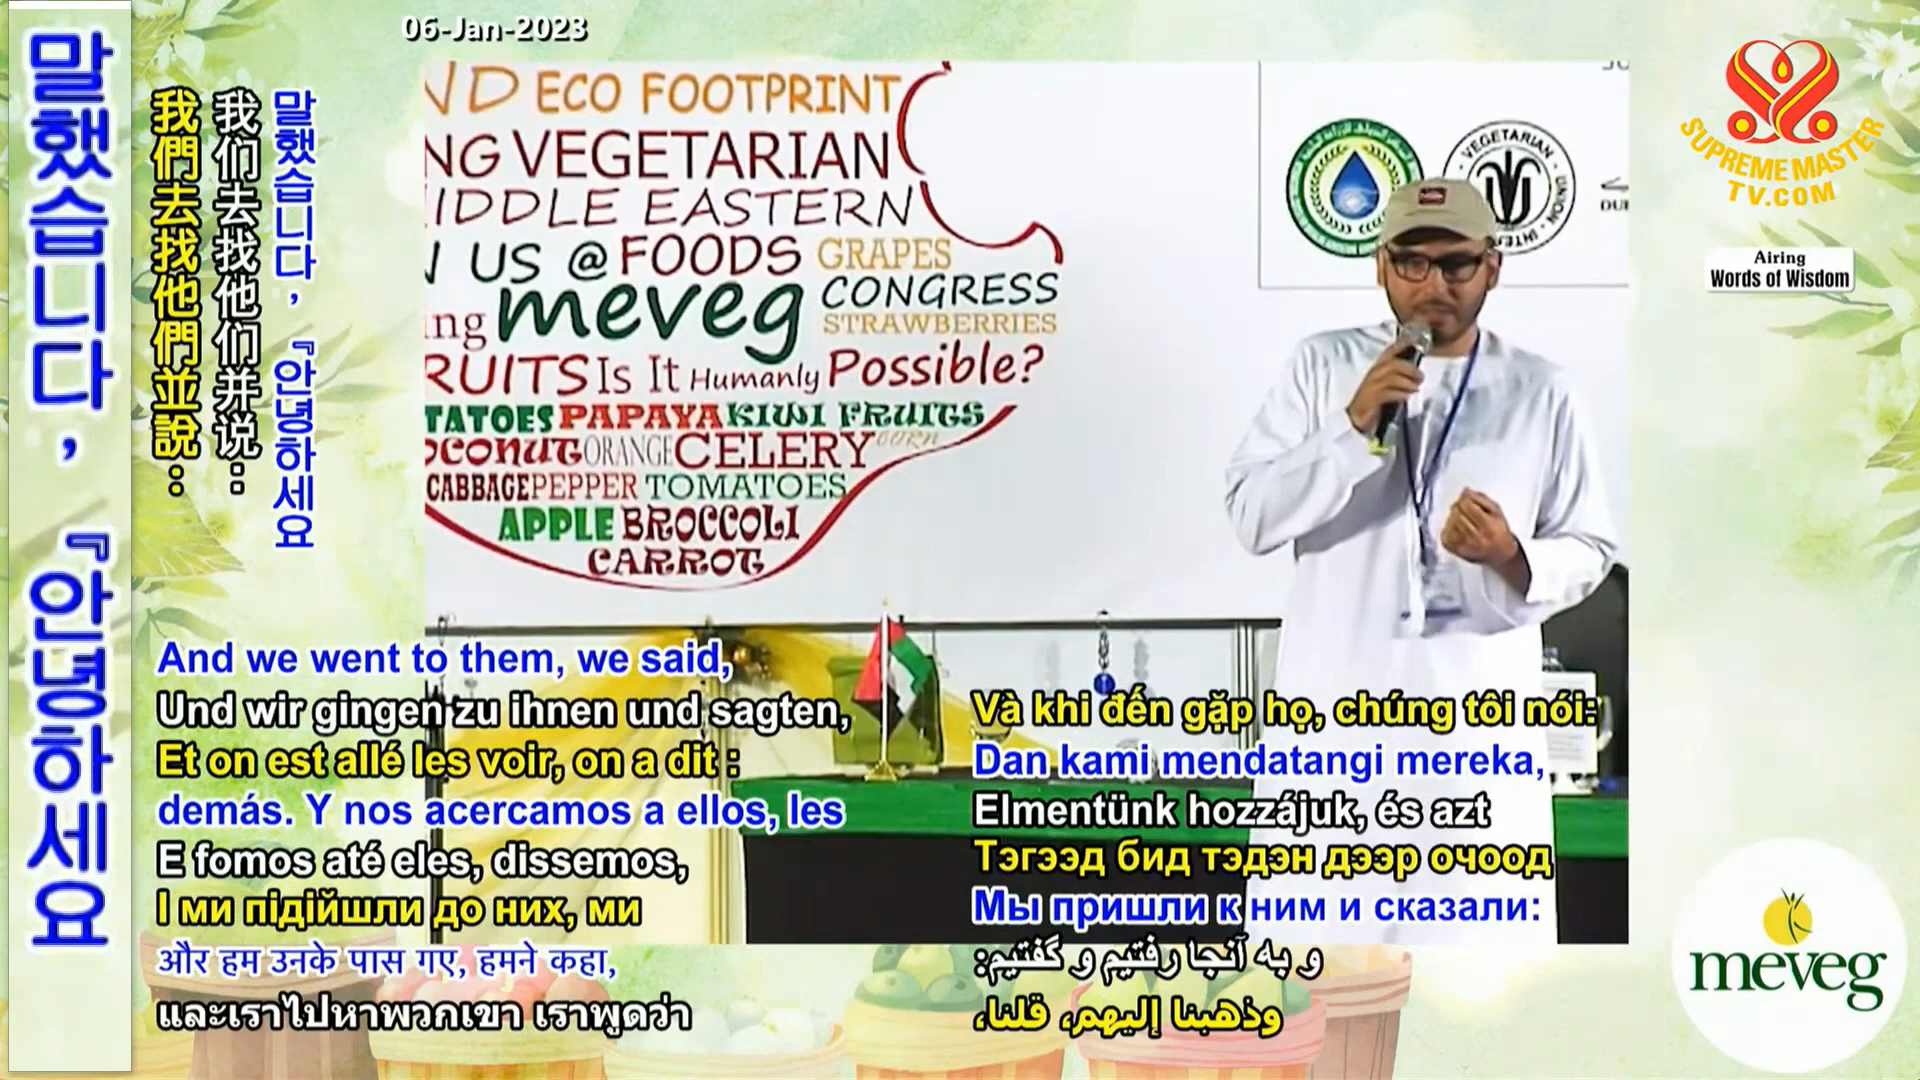 06-Jan-2023
말했습니다, 『안녕하세요
我們去找他們並說：
我们去找他们并说：
말했습니다, 『안녕하세요
ND ECO FOOTPRINT
NG VEGETARIAN
IDDLE EASTERN
US @ FOODS GRAPES
ing meveg CONGRESS
STRAWBERRIES
RUITS Is It Humanly Possible?
TATOES PAPAYA KIWI FRUITS
OCONUT ORANGE CELERY CORN
CABBAGE PEPPER TOMATOES
APPLE BROCCOLI
CARROT
VEGETARIAN UNION
SUPREME MASTER
TV.COM
Airing
Words of Wisdom
And we went to them, we said,
Und wir gingen zu ihnen und sagten,
Et on est allé les voir, on a dit :
demás. Y nos acercamos a ellos, les
E fomos até eles, dissemos,
І ми підійшли до них, ми
और हम उनके पास गए, हमने कहा,
และเราไปหาพวกเขา เราพูดว่า
Và khi đến gặp họ, chúng tôi nói:
Dan kami mendatangi mereka,
Elmentünk hozzájuk, és azt
Тэгээд бид тэдэн дээр очоод
Мы пришли к ним и сказали:
و به آنجا رفتیم و گفتیم:
وذهبنا إليهم، قلنا،
meveg